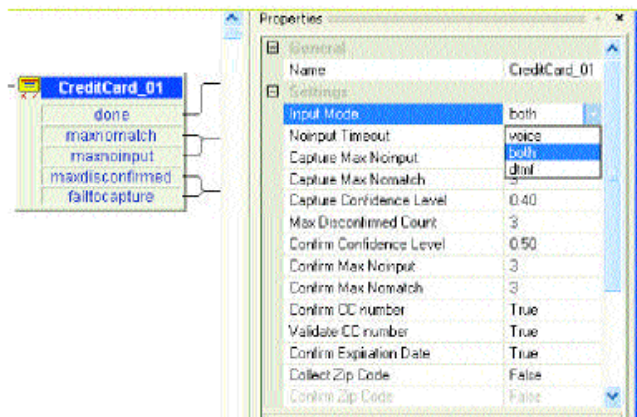 CreditCard_01
done
maxnomatch
maxnoinput
maxdisconfirmed
failtocapture
Properties
General
Name CreditCard_01
Settings
Input Mode both
Noinput Timeout voice
Capture Max Noinput both
Capture Max Nomatch dtmf
Capture Confidence Level 0.40
Max Disconfirmed Count 3
Confirm Confidence Level 0.50
Confirm Max Noinput 3
Confirm Max Nomatch 3
Confirm CC number True
Validate CC number True
Confirm Expiration Date True
Collect Zip Code False
Confirm Zip Code False